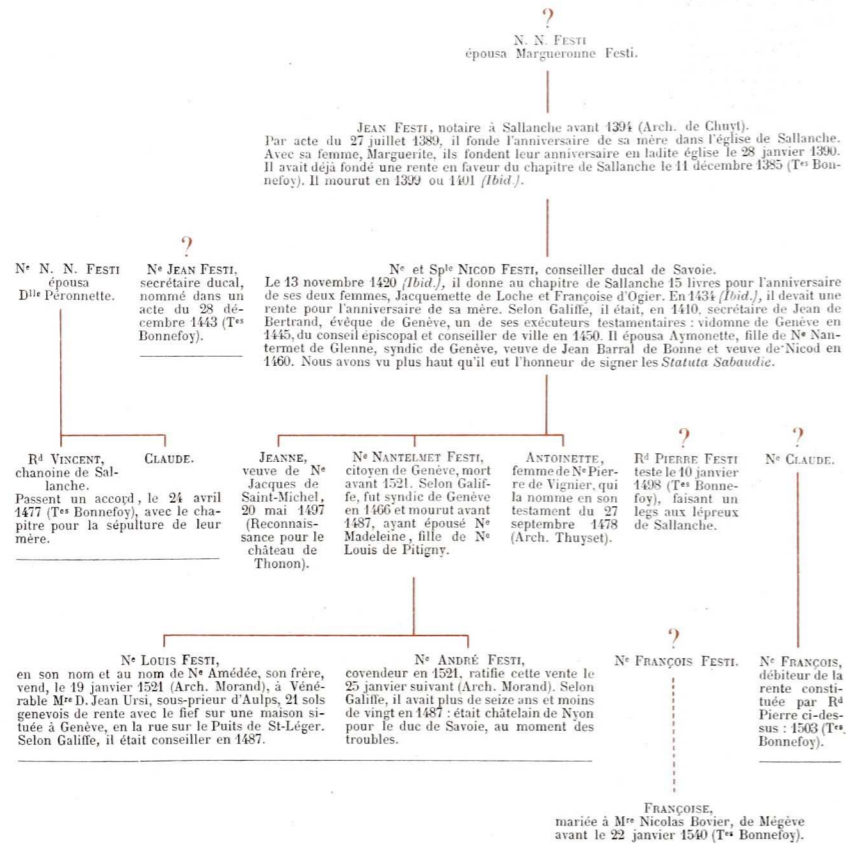 ?
N. N. FESTI
épousa Margueronne Festi.
JEAN FESTI, notaire à Sallanche avant 1394 (Arch. de Chuyt).
Par acte du 27 juillet 1389, il fonde l'anniversaire de sa mère dans l'église de Sallanche.
Avec sa femme, Marguerite, ils fondent leur anniversaire en ladite église le 28 janvier 1390.
Il avait déjà fondé une rente en faveur du chapitre de Sallanche le 11 décembre 1385 (Tes Bon-
nefoy). Il mourut en 1399 ou 1401 (Ibid.).
Ne N. N. FESTI
épousa
Dlle Péronnette.
?
Ne JEAN FESTI,
secrétaire ducal,
nommé dans un
acte du 28 dé-
cembre 1443 (Tes
Bonnefoy).
Ne et Sple NICOD FESTI, conseiller ducal de Savoie.
Le 13 novembre 1420 (Ibid.), il donne au chapitre de Sallanche 15 livres pour l'anniversaire
de ses deux femmes, Jacquemette de Loche et Françoise d'Ogier. En 1434 (Ibid.), il devait une
rente pour l'anniversaire de sa mère. Selon Galiffe, il était, en 1410, secrétaire de Jean de
Bertrand, évêque de Genève, un de ses exécuteurs testamentaires : vidomne de Genève en
1445, du conseil épiscopal et conseiller de ville en 1450. Il épousa Aymonette, fille de Ne Nan-
termet de Glenne, syndic de Genève, veuve de Jean Barral de Bonne et veuve de Nicod en
1460. Nous avons vu plus haut qu'il eut l'honneur de signer les Statuta Sabaudie.
Rd VINCENT,
chanoine de Sal-
lanche.
CLAUDE.
Passent un accord, le 24 avril
1477 (Tes Bonnefoy), avec le cha-
pitre pour la sépulture de leur
mère.
JEANNE,
veuve de Ne
Jacques de
Saint-Michel,
20 mai 1497
(Reconnais-
sance pour le
château de
Thonon).
Ne NANTELMET FESTI,
citoyen de Genève, mort
avant 1521. Selon Galif-
fe, fut syndic de Genève
en 1466 et mourut avant
1487, ayant épousé Ne
Madeleine, fille de Ne
Louis de Pitigny.
ANTOINETTE,
femme de Ne Pier-
re de Vignier, qui
la nomme en son
testament du 27
septembre 1478
(Arch. Thuyset).
?
Rd PIERRE FESTI
teste le 10 janvier
1498 (Tes Bonne-
foy), faisant un
legs aux lépreux
de Sallanche.
?
Ne CLAUDE.
Ne LOUIS FESTI,
en son nom et au nom de Ne Amédée, son frère,
vend, le 19 janvier 1521 (Arch. Morand), à Véné-
rable Mre D. Jean Ursi, sous-prieur d'Aulps, 21 sols
genevois de rente avec le fief sur une maison si-
tuée à Genève, en la rue sur le Puits de St-Léger.
Selon Galiffe, il était conseiller en 1487.
Ne ANDRÉ FESTI,
covendeur en 1521, ratifie cette vente le
25 janvier suivant (Arch. Morand). Selon
Galiffe, il avait plus de seize ans et moins
de vingt en 1487 : était châtelain de Nyon
pour le duc de Savoie, au moment des
troubles.
?
Ne FRANÇOIS FESTI.
Ne FRANÇOIS,
débiteur de la
rente consti-
tuée par Rd
Pierre ci-des-
sus : 1503 (Tes
Bonnefoy).
FRANÇOISE,
mariée à Mre Nicolas Bovier, de Mégève
avant le 22 janvier 1540 (Tes Bonnefoy).